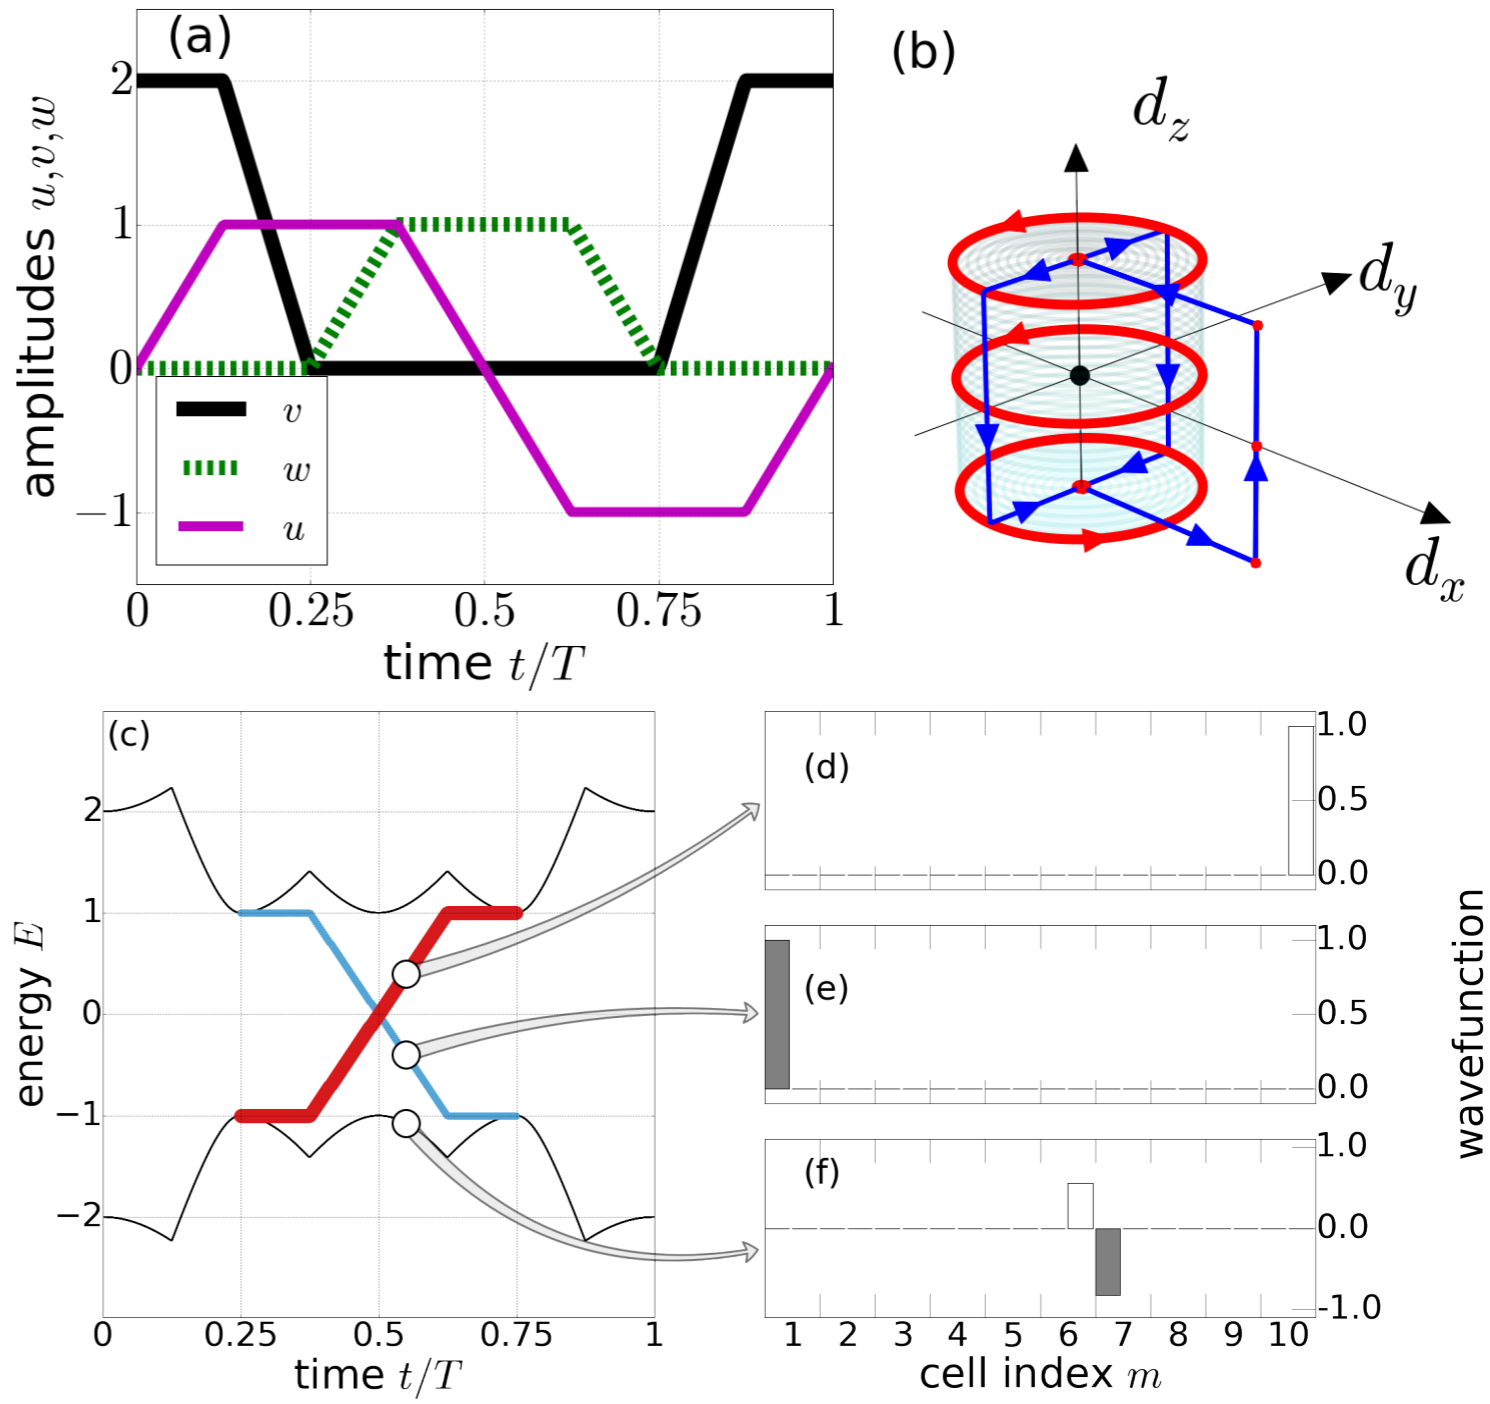 (a)
amplitudes u,v,w
2
1
0
−1
v
w
u
0 0.25 0.5 0.75 1
time t/T
(b)
d_z
d_y
d_x
(c)
energy E
2
1
0
−1
−2
0 0.25 0.5 0.75 1
time t/T
(d)
1.0
0.5
0.0
(e)
1.0
0.5
0.0
(f)
1.0
0.0
-1.0
1 2 3 4 5 6 7 8 9 10
cell index m
wavefunction